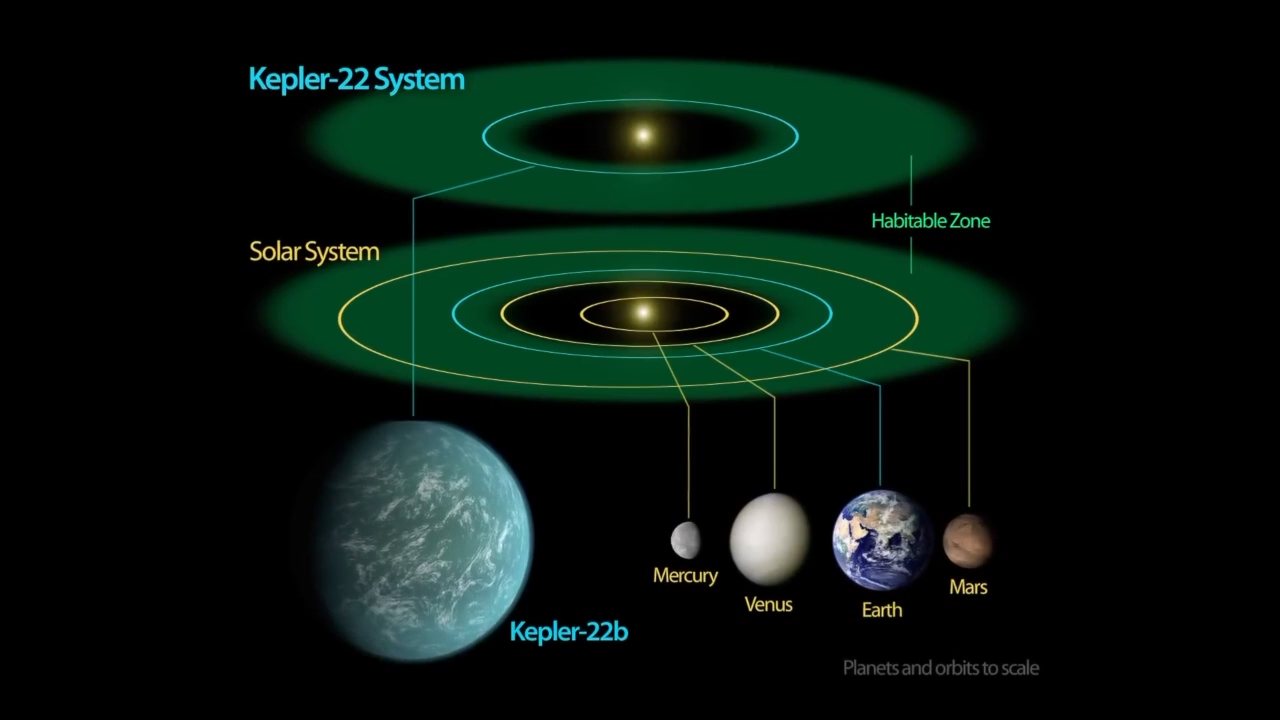 Kepler-22 System
Habitable Zone
Solar System
Mercury
Venus
Earth
Mars
Kepler-22b
Planets and orbits to scale